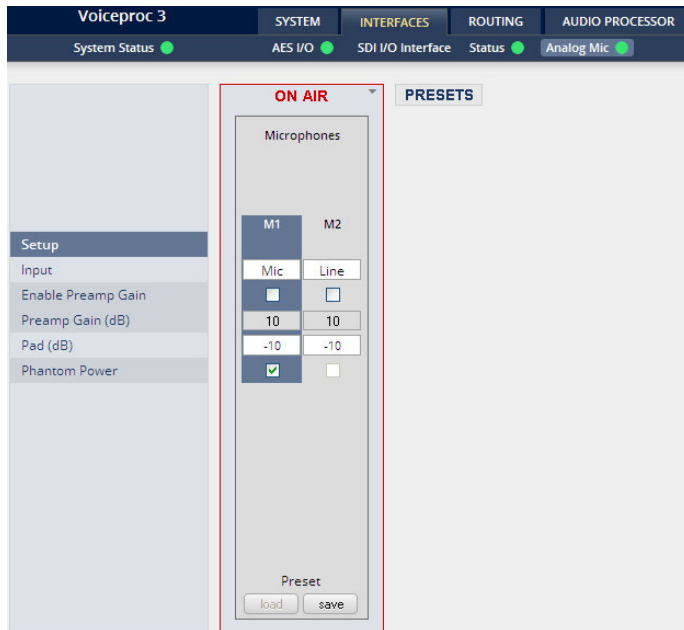 Voiceproc 3 SYSTEM INTERFACES ROUTING AUDIO PROCESSOR
System Status AES I/O SDI I/O Interface Status Analog Mic
ON AIR PRESETS
Microphones
M1 M2
Setup
Input Mic Line
Enable Preamp Gain
Preamp Gain (dB) 10 10
Pad (dB) -10 -10
Phantom Power
Preset
load save